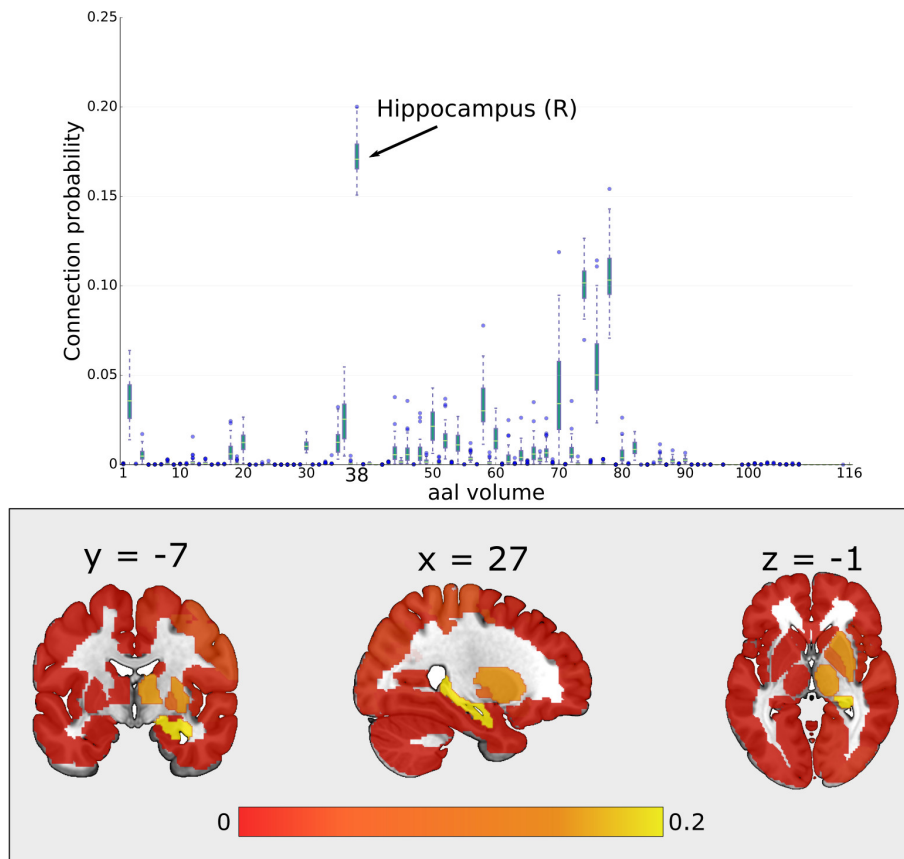 0.25
0.20
Hippocampus (R)
0.15
Connection probability
0.10
0.05
0
1 10 20 30 38 50 60 70 80 90 100 116
aal volume
y = -7 x = 27 z = -1
0 0.2